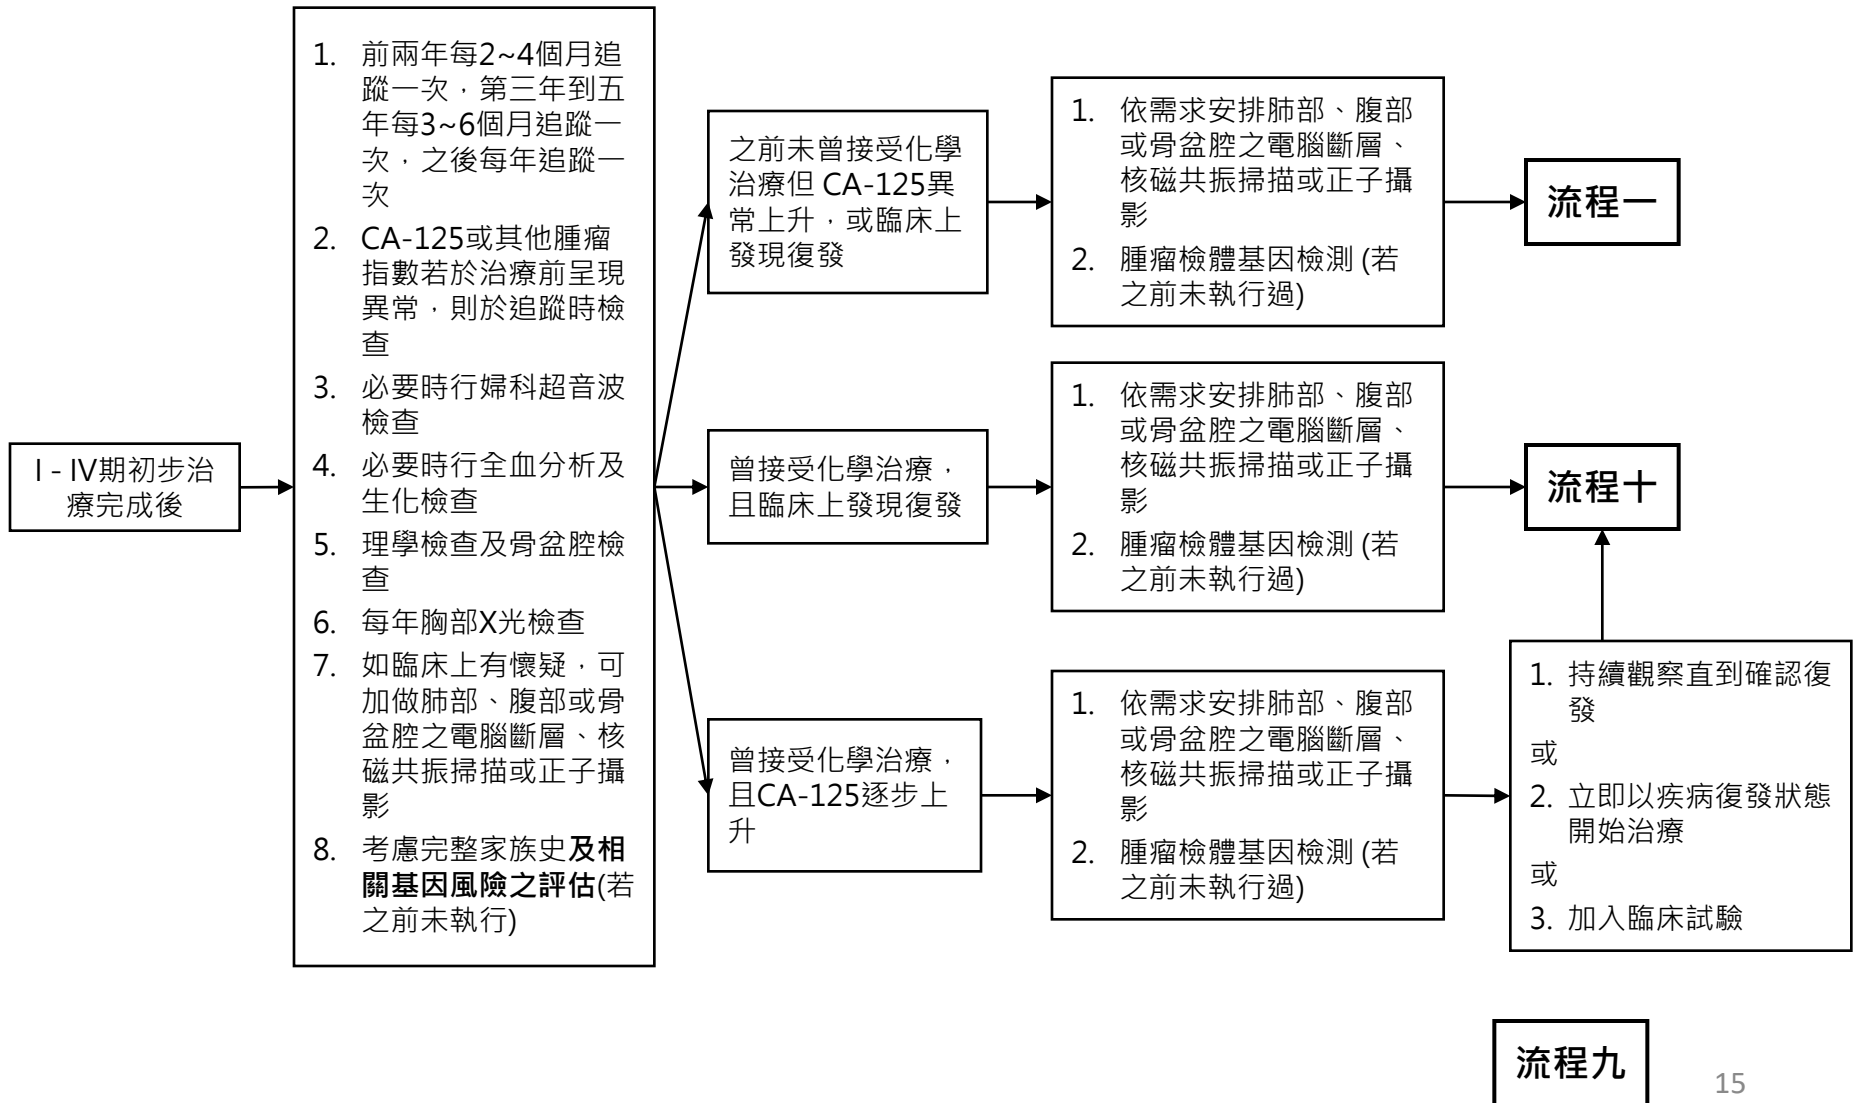 I - IV期初步治
療完成後
1. 前兩年每2~4個月追
蹤一次，第三年到五
年每3~6個月追蹤一
次，之後每年追蹤一
次
2. CA-125或其他腫瘤
指數若於治療前呈現
異常，則於追蹤時檢
查
3. 必要時行婦科超音波
檢查
4. 必要時行全血分析及
生化檢查
5. 理學檢查及骨盆腔檢
查
6. 每年胸部X光檢查
7. 如臨床上有懷疑，可
加做肺部、腹部或骨
盆腔之電腦斷層、核
磁共振掃描或正子攝
影
8. 考慮完整家族史及相
關基因風險之評估(若
之前未執行)
之前未曾接受化學
治療但 CA-125異
常上升，或臨床上
發現復發
1. 依需求安排肺部、腹部
或骨盆腔之電腦斷層、
核磁共振掃描或正子攝
影
2. 腫瘤檢體基因檢測 (若
之前未執行過)
流程一
曾接受化學治療，
且臨床上發現復發
1. 依需求安排肺部、腹部
或骨盆腔之電腦斷層、
核磁共振掃描或正子攝
影
2. 腫瘤檢體基因檢測 (若
之前未執行過)
流程十
曾接受化學治療，
且CA-125逐步上
升
1. 依需求安排肺部、腹部
或骨盆腔之電腦斷層、
核磁共振掃描或正子攝
影
2. 腫瘤檢體基因檢測 (若
之前未執行過)
1. 持續觀察直到確認復
發
或
2. 立即以疾病復發狀態
開始治療
或
3. 加入臨床試驗
流程九
15